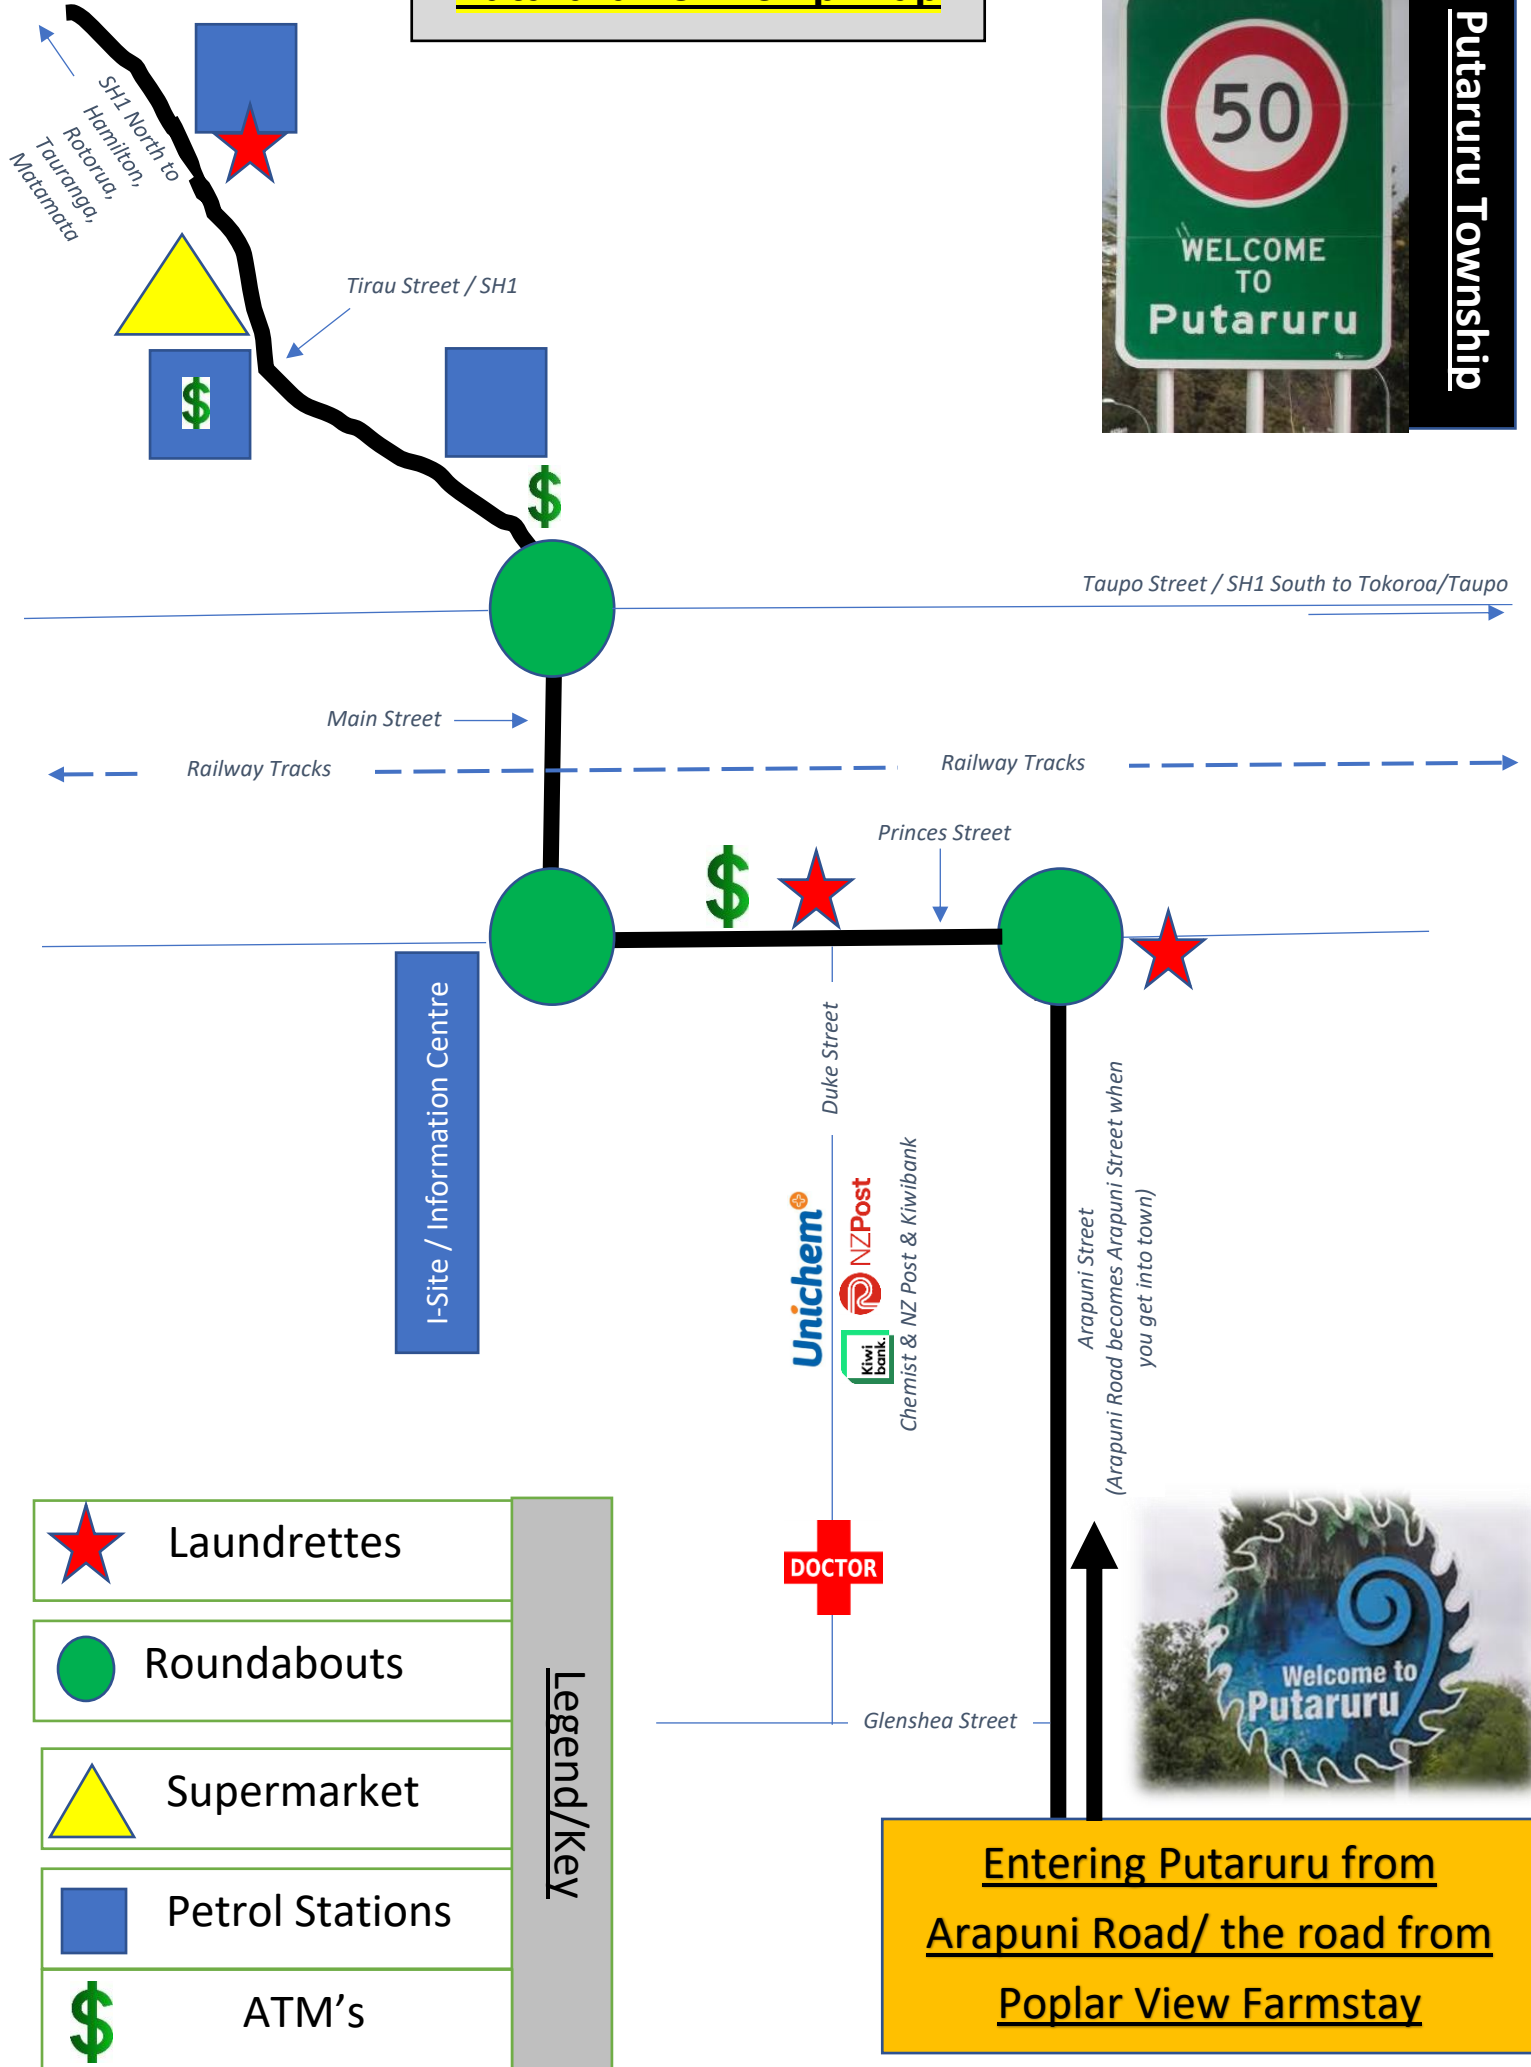 Putaruru Township
50
WELCOME
TO
Putaruru
SH1 North to
Hamilton,
Rotorua,
Tauranga,
Matamata
Tirau Street / SH1
$
$
Taupo Street / SH1 South to Tokoroa/Taupo
Main Street
Railway Tracks
Railway Tracks
Princes Street
$
I-Site / Information Centre
Duke Street
Unichem
NZPost
Kiwi
bank.
Chemist & NZ Post & Kiwibank
Arapuni Street
(Arapuni Road becomes Arapuni Street when
you get into town)
DOCTOR
Glenshea Street
Welcome to
Putaruru
Legend/Key
Laundrettes
Roundabouts
Supermarket
Petrol Stations
$ ATM's
Entering Putaruru from
Arapuni Road/ the road from
Poplar View Farmstay